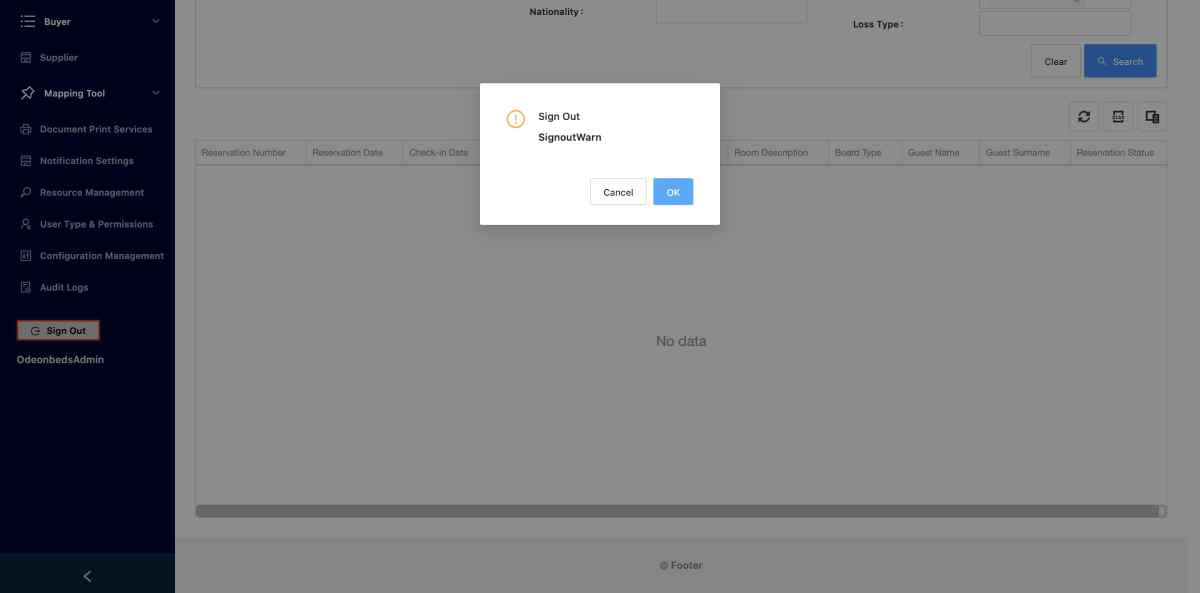 Buyer
Supplier
Mapping Tool
Document Print Services
Notification Settings
Resource Management
User Type & Permissions
Configuration Management
Audit Logs
Sign Out
OdeonbedsAdmin
Nationality :
Loss Type :
Clear
Search
Sign Out
SignoutWarn
Cancel
OK
Reservation Number
Reservation Date
Check-in Date
Room Description
Board Type
Guest Name
Guest Surname
Reservation Status
No data
© Footer